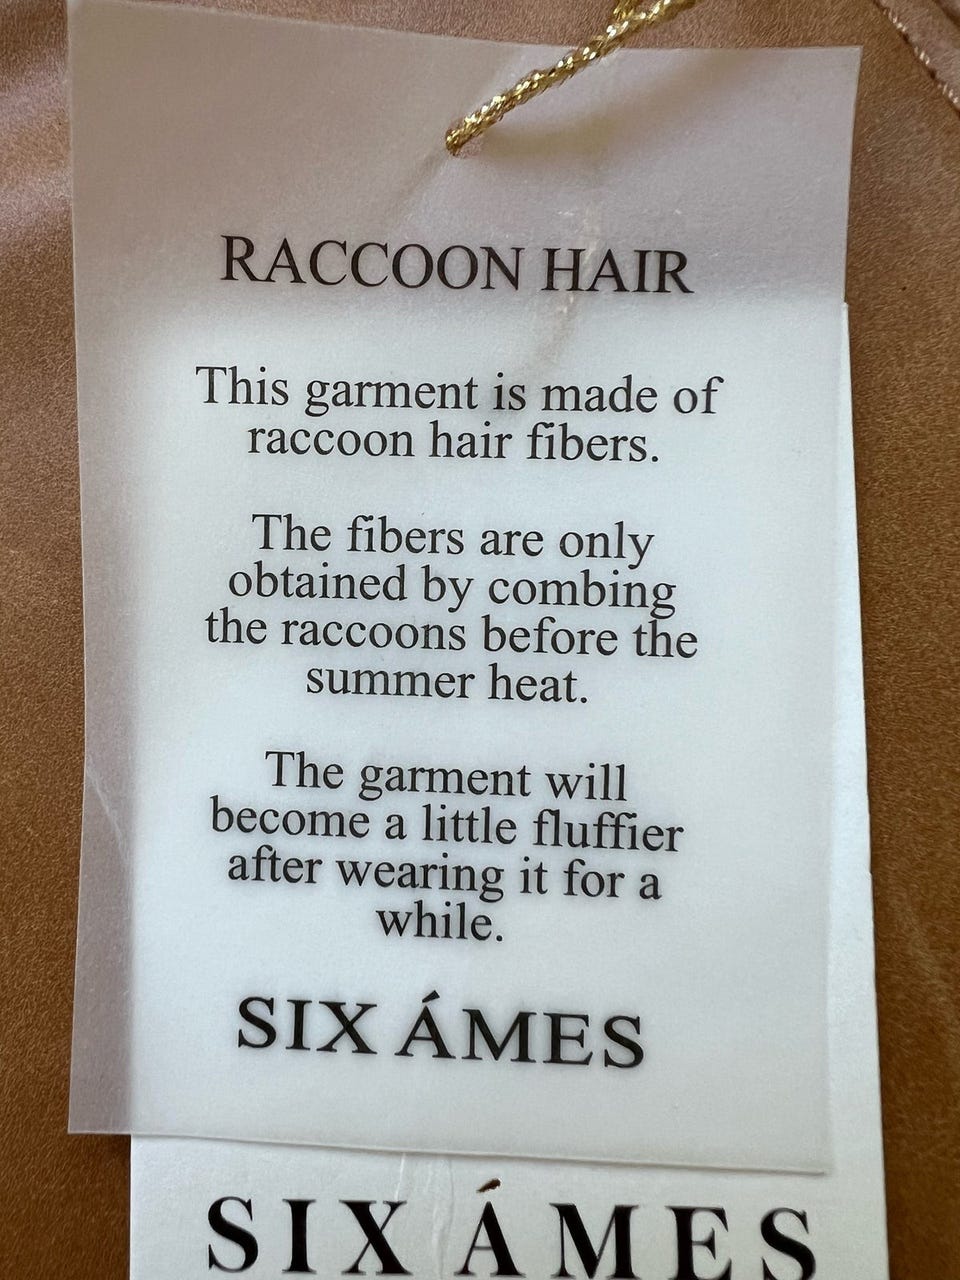 RACCOON HAIR
This garment is made of
raccoon hair fibers.
The fibers are only
obtained by combing
the raccoons before the
summer heat.
The garment will
become a little fluffier
after wearing it for a
while.
SIX ÁMES
SIX ÁMES